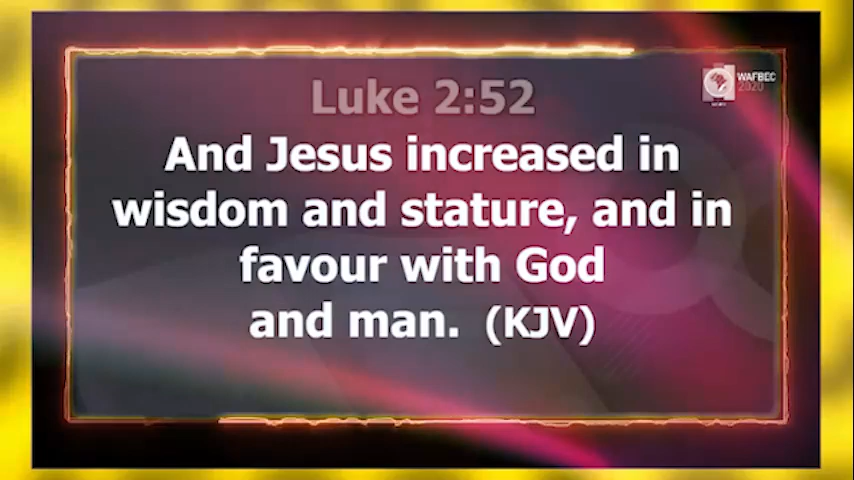 WAFBEC
2020
Luke 2:52
And Jesus increased in
wisdom and stature, and in
favour with God
and man. (KJV)